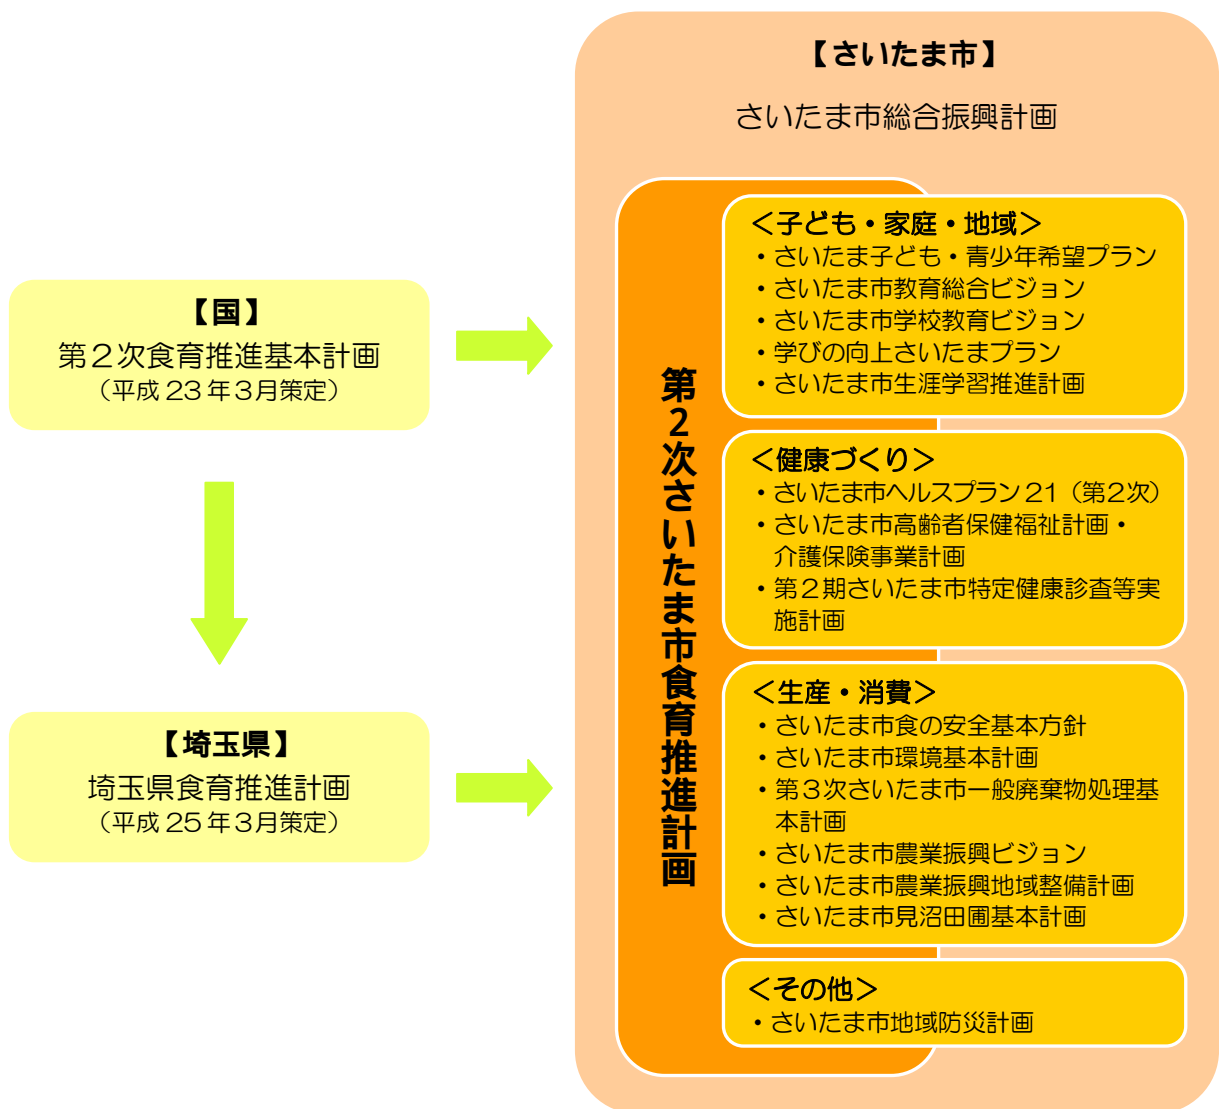 【国】
第２次食育推進基本計画
（平成 23 年３月策定）
【埼玉県】
埼玉県食育推進計画
（平成 25 年３月策定）
【さいたま市】
さいたま市総合振興計画
第２次さいたま市食育推進計画
＜子ども・家庭・地域＞
・さいたま子ども・青少年希望プラン
・さいたま市教育総合ビジョン
・さいたま市学校教育ビジョン
・学びの向上さいたまプラン
・さいたま市生涯学習推進計画
＜健康づくり＞
・さいたま市ヘルスプラン 21（第２次）
・さいたま市高齢者保健福祉計画・
介護保険事業計画
・第２期さいたま市特定健康診査等実
施計画
＜生産・消費＞
・さいたま市食の安全基本方針
・さいたま市環境基本計画
・第３次さいたま市一般廃棄物処理基
本計画
・さいたま市農業振興ビジョン
・さいたま市農業振興地域整備計画
・さいたま市見沼田圃基本計画
＜その他＞
・さいたま市地域防災計画